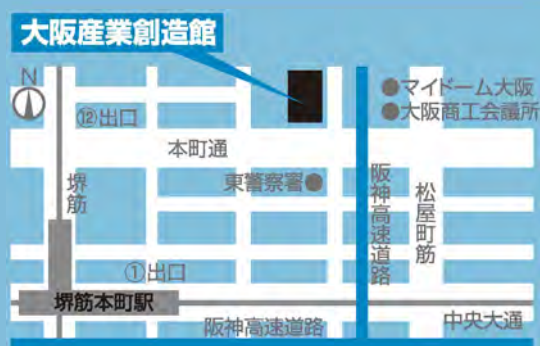 大阪産業創造館
N
●マイドーム大阪
●大阪商工会議所
⑫出口
本町通
東警察署●
堺筋
阪神高速道路
松屋町筋
①出口
堺筋本町駅
阪神高速道路
中央大通